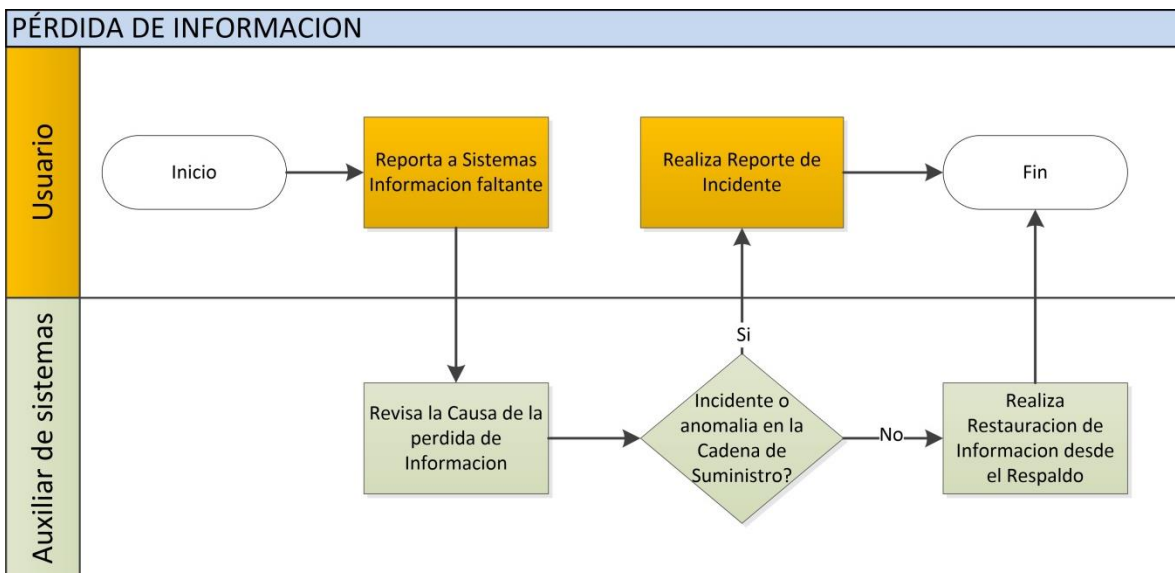 PÉRDIDA DE INFORMACION
Usuario
Inicio
Reporta a Sistemas
Informacion faltante
Realiza Reporte de
Incidente
Fin
Auxiliar de sistemas
Revisa la Causa de la
perdida de
Informacion
Si
Incidente o
anomalia en la
Cadena de
Suministro?
No
Realiza
Restauracion de
Informacion desde
el Respaldo